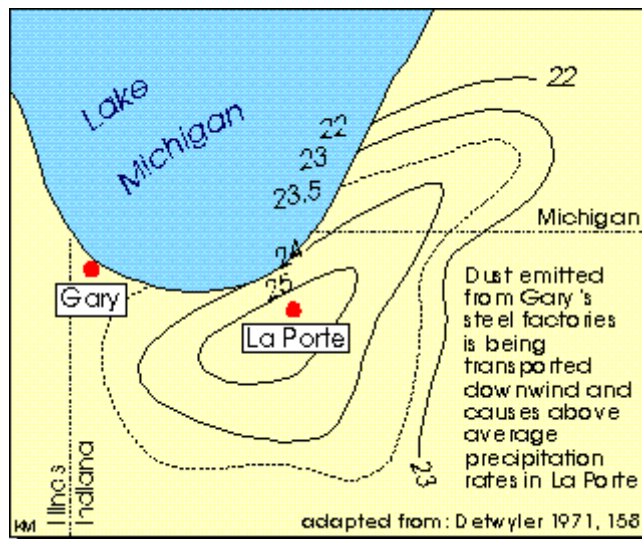 Lake
Michigan
22
22
23
23,5
24
25
Michigan
Gary
La Porte
Dust emitted
from Gary's
steel factories
is being
transported
downwind and
causes above
average
precipitation
rates in La Porte
23
Illnois
Indiana
KM
adapted from: Detwyler 1971, 158